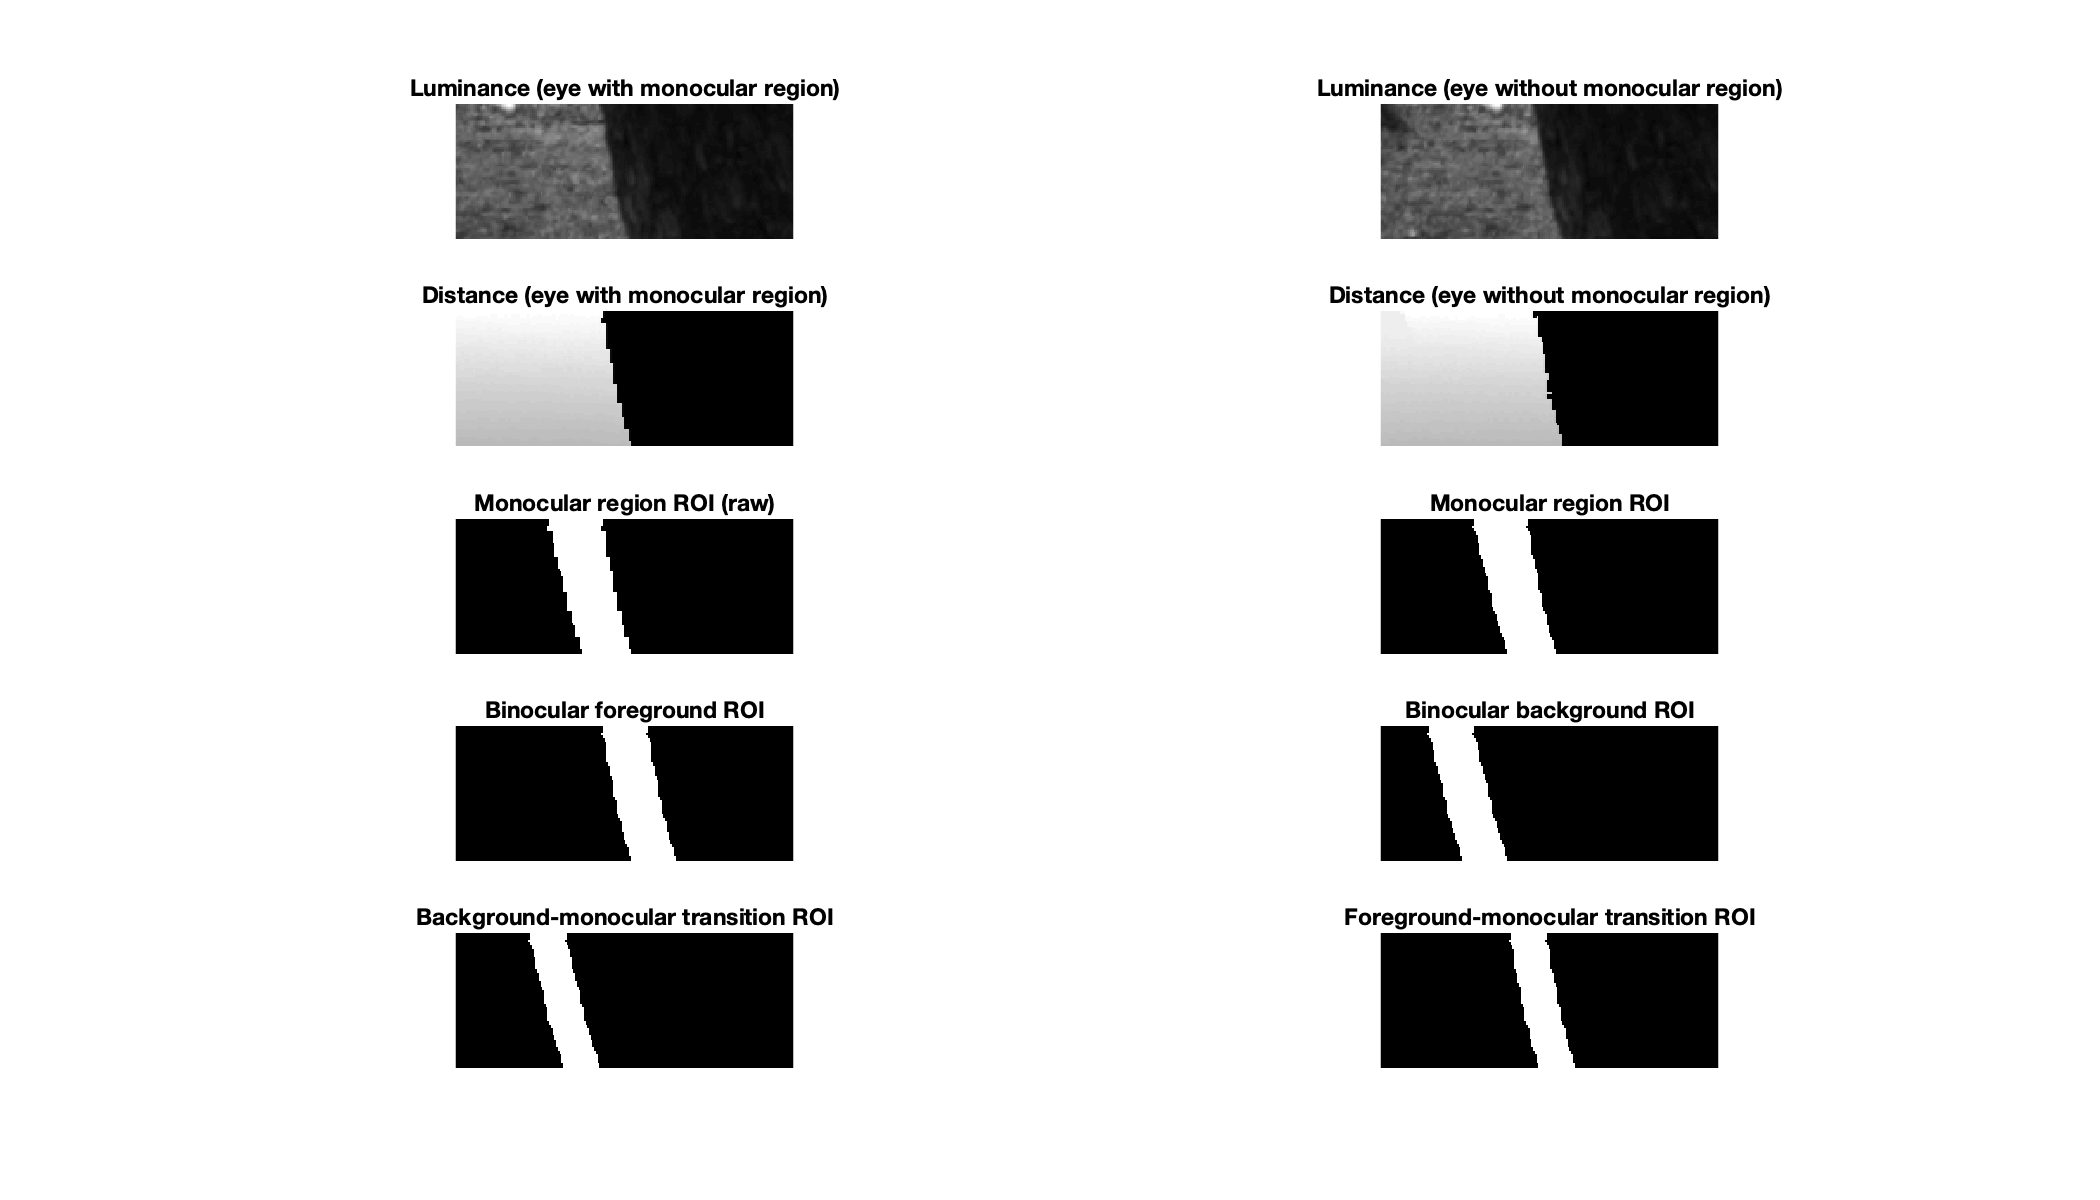 Luminance (eye with monocular region)
Luminance (eye without monocular region)
Distance (eye with monocular region)
Distance (eye without monocular region)
Monocular region ROI (raw)
Monocular region ROI
Binocular foreground ROI
Binocular background ROI
Background-monocular transition ROI
Foreground-monocular transition ROI